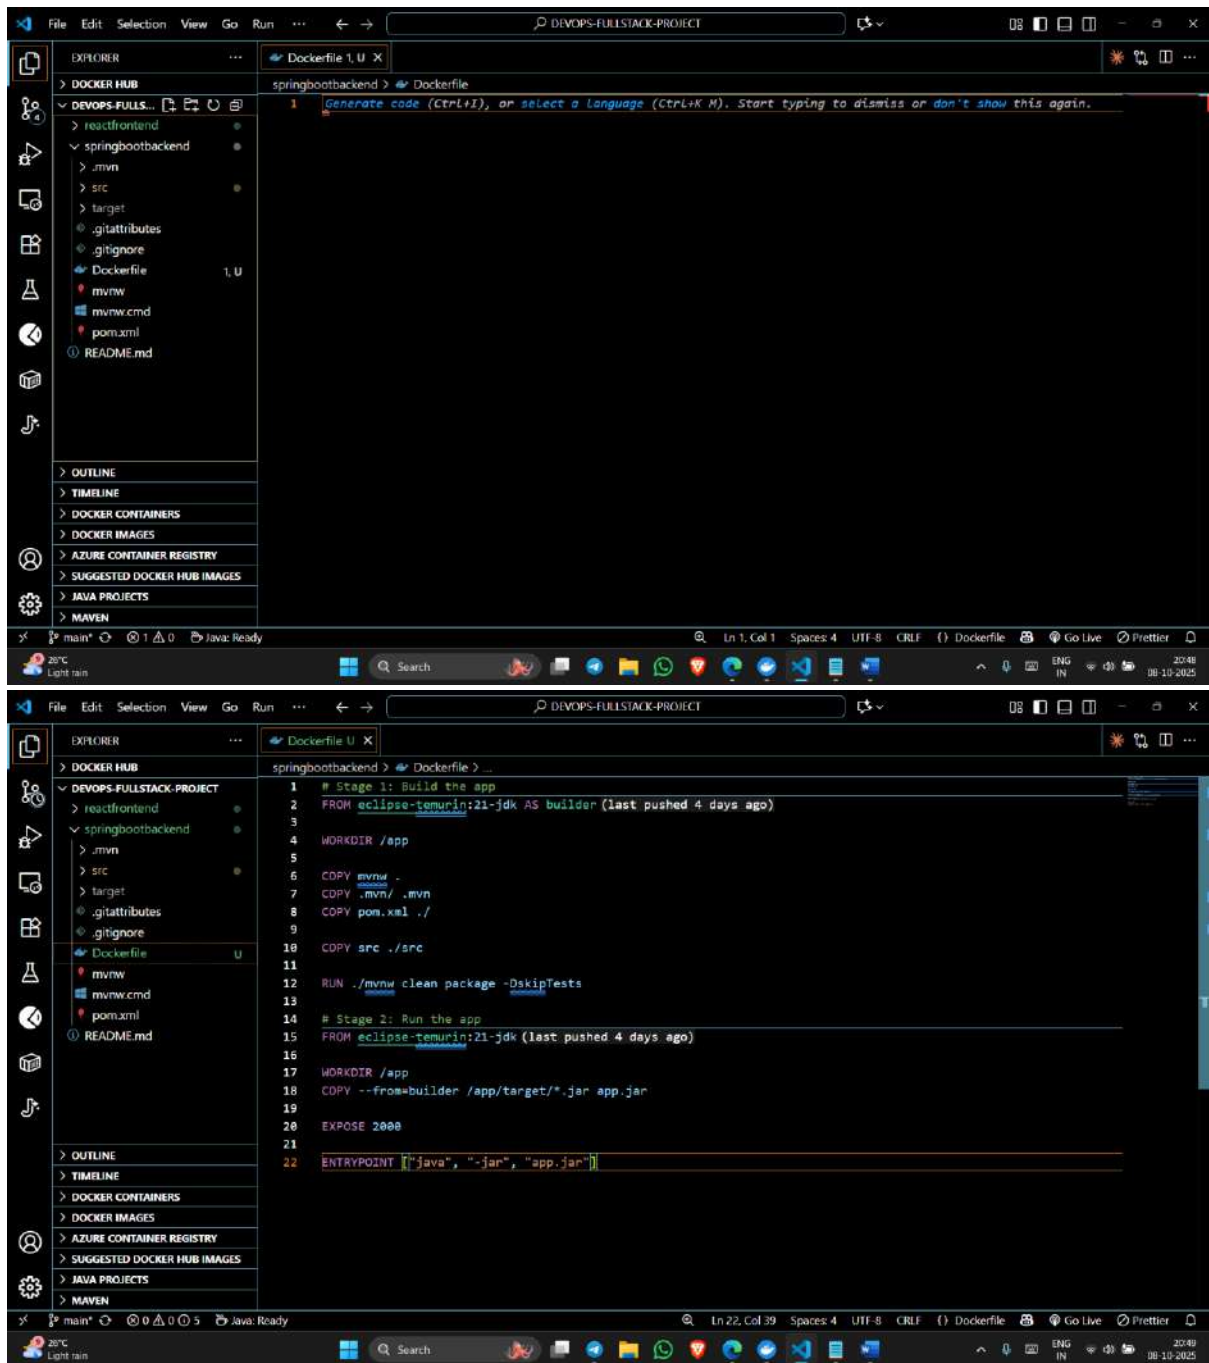 File Edit Selection View Go Run ··· ← → DEVOPS-FULLSTACK-PROJECT
EXPLORER ··· Dockerfile 1, U ×
> DOCKER HUB springbootbackend > Dockerfile
DEVOPS-FULLS... 1 Generate code (Ctrl+I), or select a language (Ctrl+K M). Start typing to dismiss or don't show this again.
> reactfrontend
springbootbackend
> .mvn
> src
> target
.gitattributes
.gitignore
Dockerfile 1, U
mvnw
mvnw.cmd
pom.xml
README.md
> OUTLINE
> TIMELINE
> DOCKER CONTAINERS
> DOCKER IMAGES
> AZURE CONTAINER REGISTRY
> SUGGESTED DOCKER HUB IMAGES
> JAVA PROJECTS
> MAVEN
main* 1 0 Java: Ready Ln 1, Col 1 Spaces: 4 UTF-8 CRLF {} Dockerfile Go Live Prettier
26°C Light rain Search ENG IN 20:48 08-10-2025
File Edit Selection View Go Run ··· ← → DEVOPS-FULLSTACK-PROJECT
EXPLORER ··· Dockerfile U ×
> DOCKER HUB springbootbackend > Dockerfile > ...
DEVOPS-FULLSTACK-PROJECT
> reactfrontend
springbootbackend
> .mvn
> src
> target
.gitattributes
.gitignore
Dockerfile U
mvnw
mvnw.cmd
pom.xml
README.md
1 # Stage 1: Build the app
2 FROM eclipse-temurin:21-jdk AS builder (last pushed 4 days ago)
3
4 WORKDIR /app
5
6 COPY mvnw .
7 COPY .mvn/ .mvn
8 COPY pom.xml ./
9
10 COPY src ./src
11
12 RUN ./mvnw clean package -DskipTests
13
14 # Stage 2: Run the app
15 FROM eclipse-temurin:21-jdk (last pushed 4 days ago)
16
17 WORKDIR /app
18 COPY --from=builder /app/target/*.jar app.jar
19
20 EXPOSE 2000
21
22 ENTRYPOINT ["java", "-jar", "app.jar"]
> OUTLINE
> TIMELINE
> DOCKER CONTAINERS
> DOCKER IMAGES
> AZURE CONTAINER REGISTRY
> SUGGESTED DOCKER HUB IMAGES
> JAVA PROJECTS
> MAVEN
main* 0 0 5 Java: Ready Ln 22, Col 39 Spaces: 4 UTF-8 CRLF {} Dockerfile Go Live Prettier
26°C Light rain Search ENG IN 20:49 08-10-2025